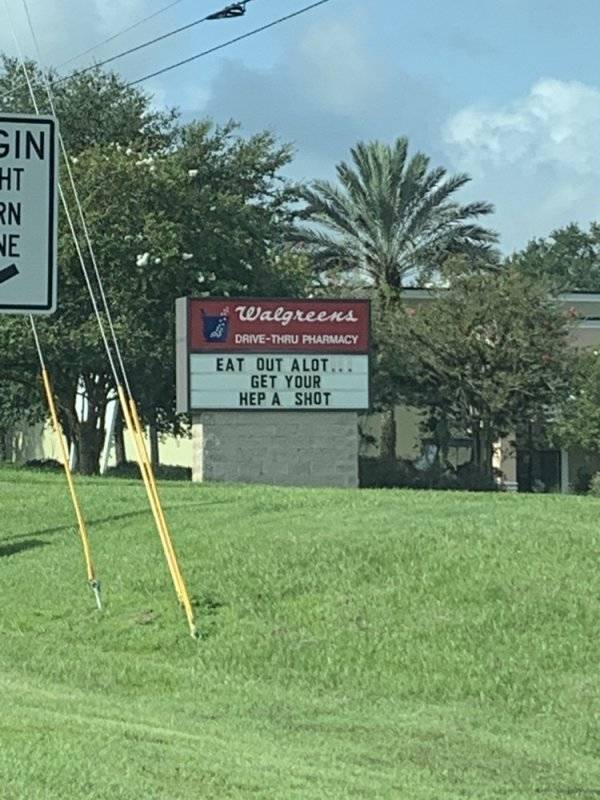 GIN
HT
RN
NE
Walgreens
DRIVE-THRU PHARMACY
EAT OUT ALOT...
GET YOUR
HEP A SHOT